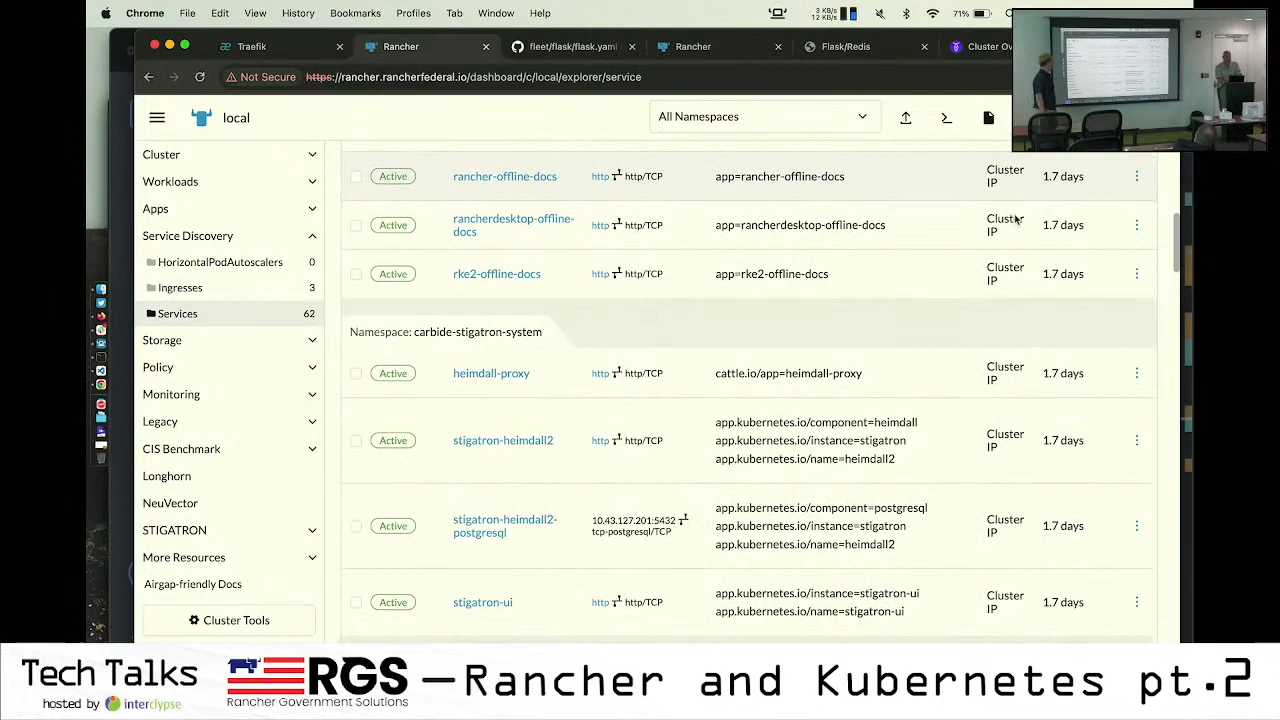 Chrome File Edit View History Bookmarks Profiles Tab Window Help
3 KB/s
12 KB/s
71%
Not Secure https://rancher.rancherfederal.io/dashboard/c/local/explorer/service
local
All Namespaces
Cluster
Workloads
Apps
Service Discovery
HorizontalPodAutoscalers 0
Ingresses 3
Services 62
Storage
Policy
Monitoring
Legacy
CIS Benchmark
Longhorn
NeuVector
STIGATRON
More Resources
Airgap-friendly Docs
Cluster Tools
Active rancher-offline-docs http http/TCP app=rancher-offline-docs Cluster IP 1.7 days
Active rancherdesktop-offline-docs http http/TCP app=rancherdesktop-offline-docs Cluster IP 1.7 days
Active rke2-offline-docs http http/TCP app=rke2-offline-docs Cluster IP 1.7 days
Namespace: carbide-stigatron-system
Active heimdall-proxy http http/TCP cattle.io/app=heimdall-proxy Cluster IP 1.7 days
app.kubernetes.io/component=heimdall
Active stigatron-heimdall2 http http/TCP app.kubernetes.io/instance=stigatron Cluster IP 1.7 days
app.kubernetes.io/name=heimdall2
app.kubernetes.io/component=postgresql
Active stigatron-heimdall2-postgresql 10.43.127.201:5432 tcp-postgresql/TCP app.kubernetes.io/instance=stigatron Cluster IP 1.7 days
app.kubernetes.io/name=heimdall2
Active stigatron-ui http http/TCP app.kubernetes.io/instance=stigatron-ui Cluster IP 1.7 days
app.kubernetes.io/name=stigatron-ui
Tech Talks
hosted by interclypse
RGS
Rancher Government Solutions
—Rancher and Kubernetes pt.2